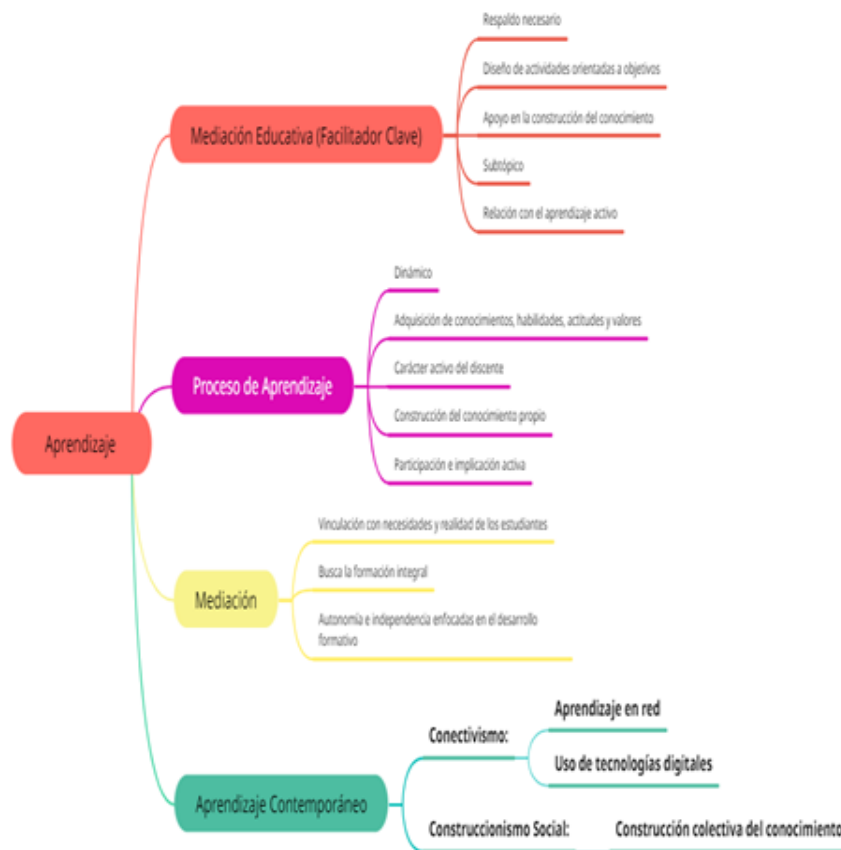 Aprendizaje
Mediación Educativa (Facilitador Clave)
Respaldo necesario
Diseño de actividades orientadas a objetivos
Apoyo en la construcción del conocimiento
Subtópico
Relación con el aprendizaje activo
Proceso de Aprendizaje
Dinámico
Adquisición de conocimientos, habilidades, actitudes y valores
Carácter activo del discente
Construcción del conocimiento propio
Participación e implicación activa
Mediación
Vinculación con necesidades y realidad de los estudiantes
Busca la formación integral
Autonomía e independencia enfocadas en el desarrollo
formativo
Aprendizaje Contemporáneo
Conectivismo:
Aprendizaje en red
Uso de tecnologías digitales
Construccionismo Social:
Construcción colectiva del conocimiento